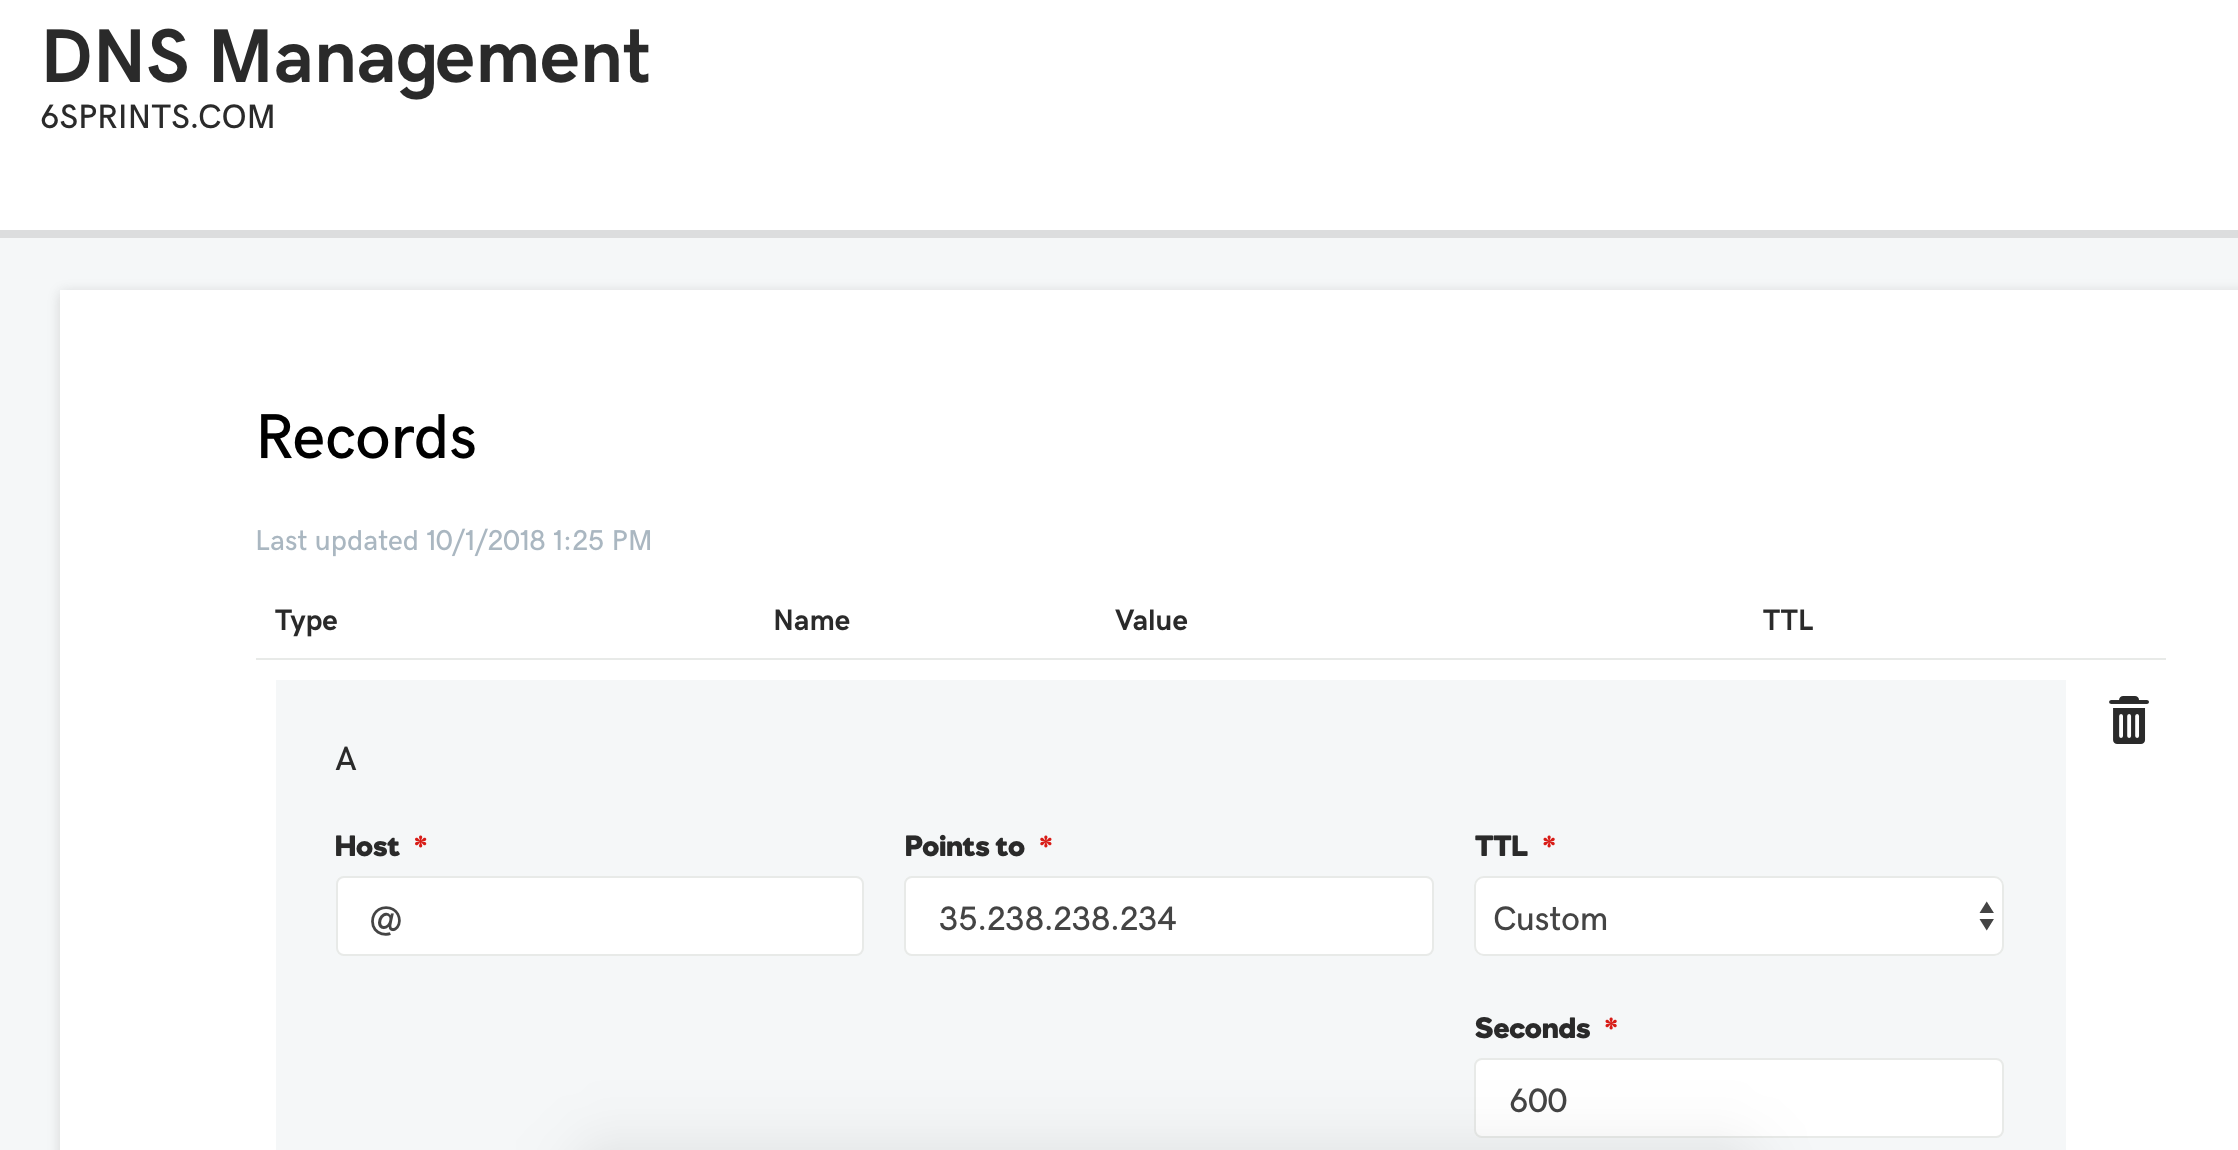 DNS Management
6SPRINTS.COM
Records
Last updated 10/1/2018 1:25 PM
Type Name Value TTL
A
Host * Points to * TTL *
@ 35.238.238.234 Custom
Seconds *
600